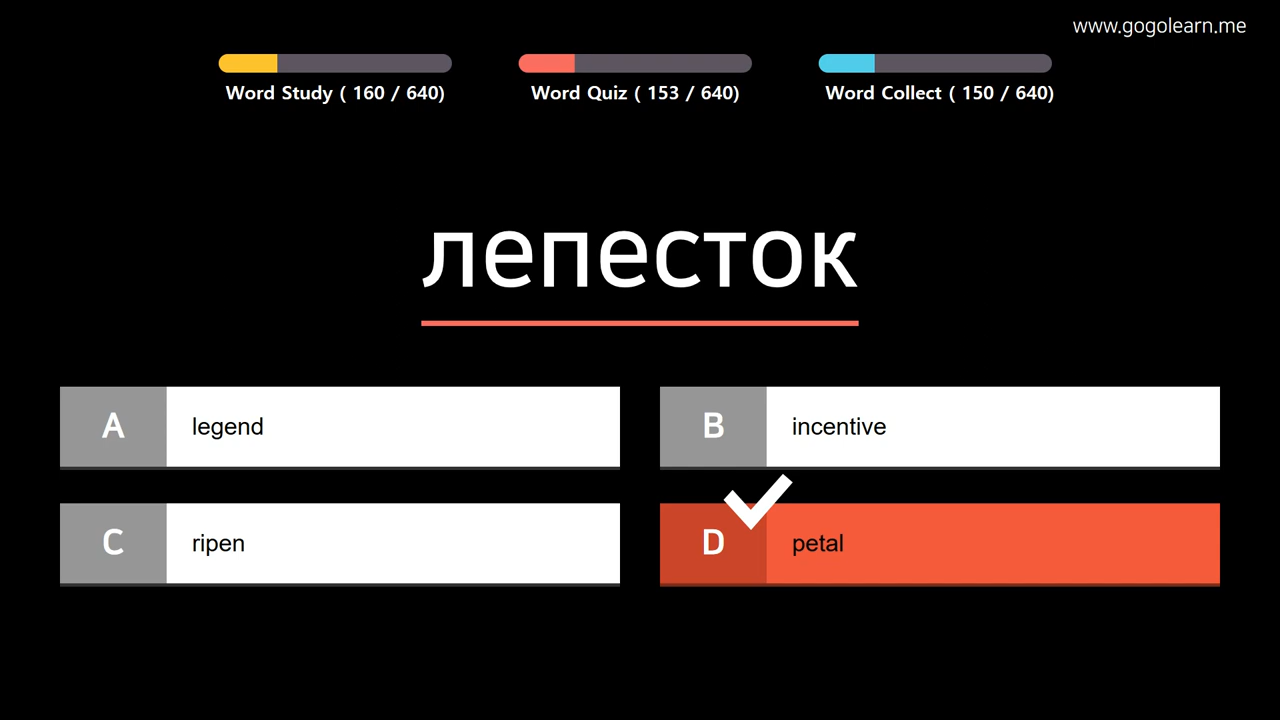 www.gogolearn.me
Word Study ( 160 / 640)
Word Quiz ( 153 / 640)
Word Collect ( 150 / 640)
лепесток
A legend
B incentive
C ripen
D petal